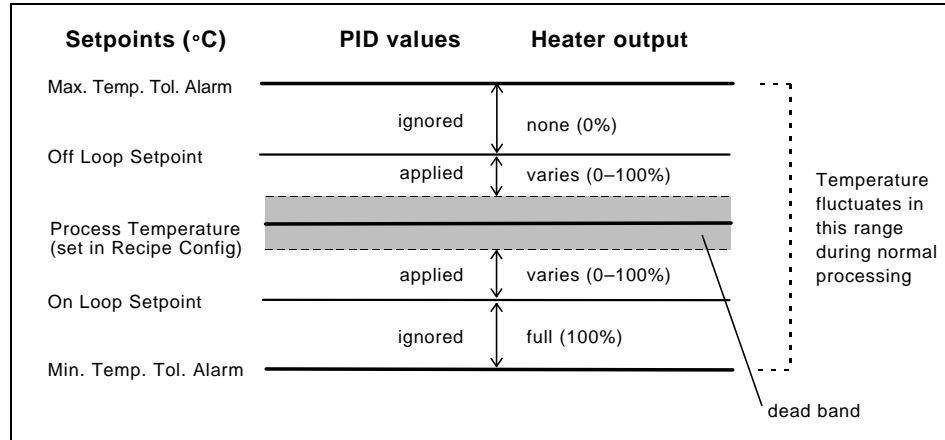 Setpoints (°C) PID values Heater output
Max. Temp. Tol. Alarm
ignored none (0%)
Off Loop Setpoint
applied varies (0–100%)
Process Temperature
(set in Recipe Config)
applied varies (0–100%)
On Loop Setpoint
ignored full (100%)
Min. Temp. Tol. Alarm
Temperature
fluctuates in
this range
during normal
processing
dead band